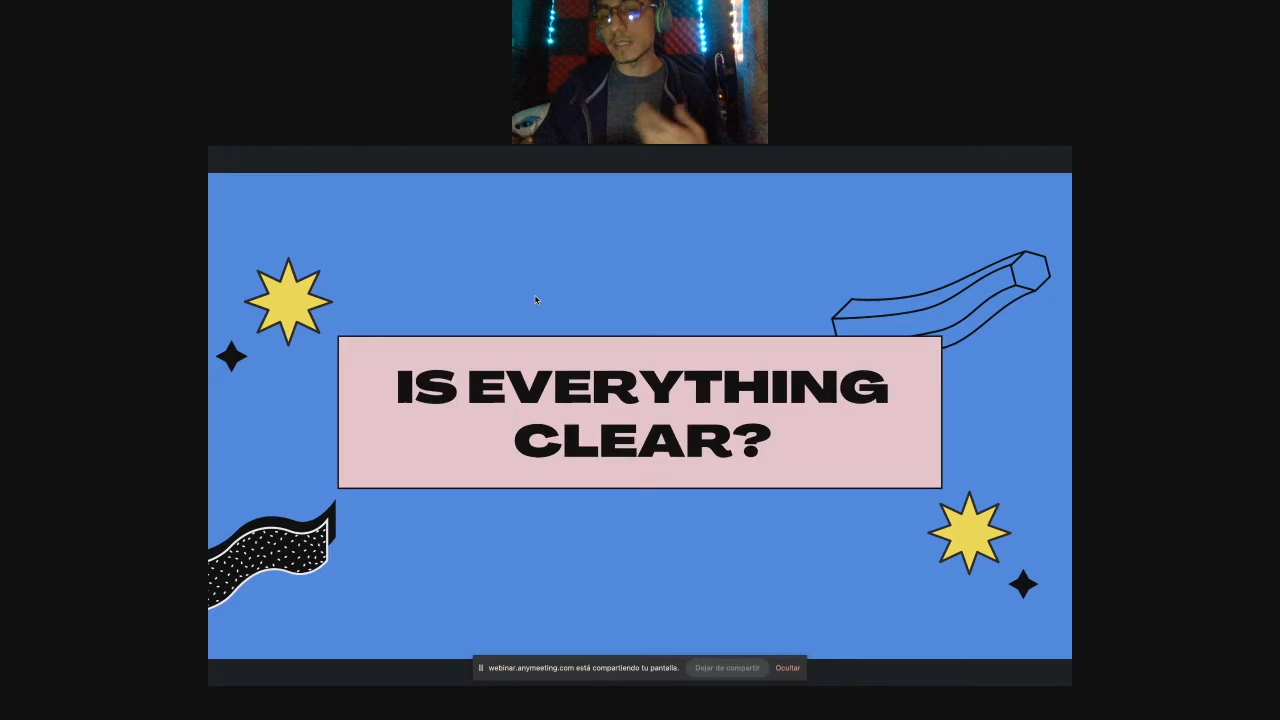 IS EVERYTHING
CLEAR?
webinar.anymeeting.com está compartiendo tu pantalla. Dejar de compartir Ocultar